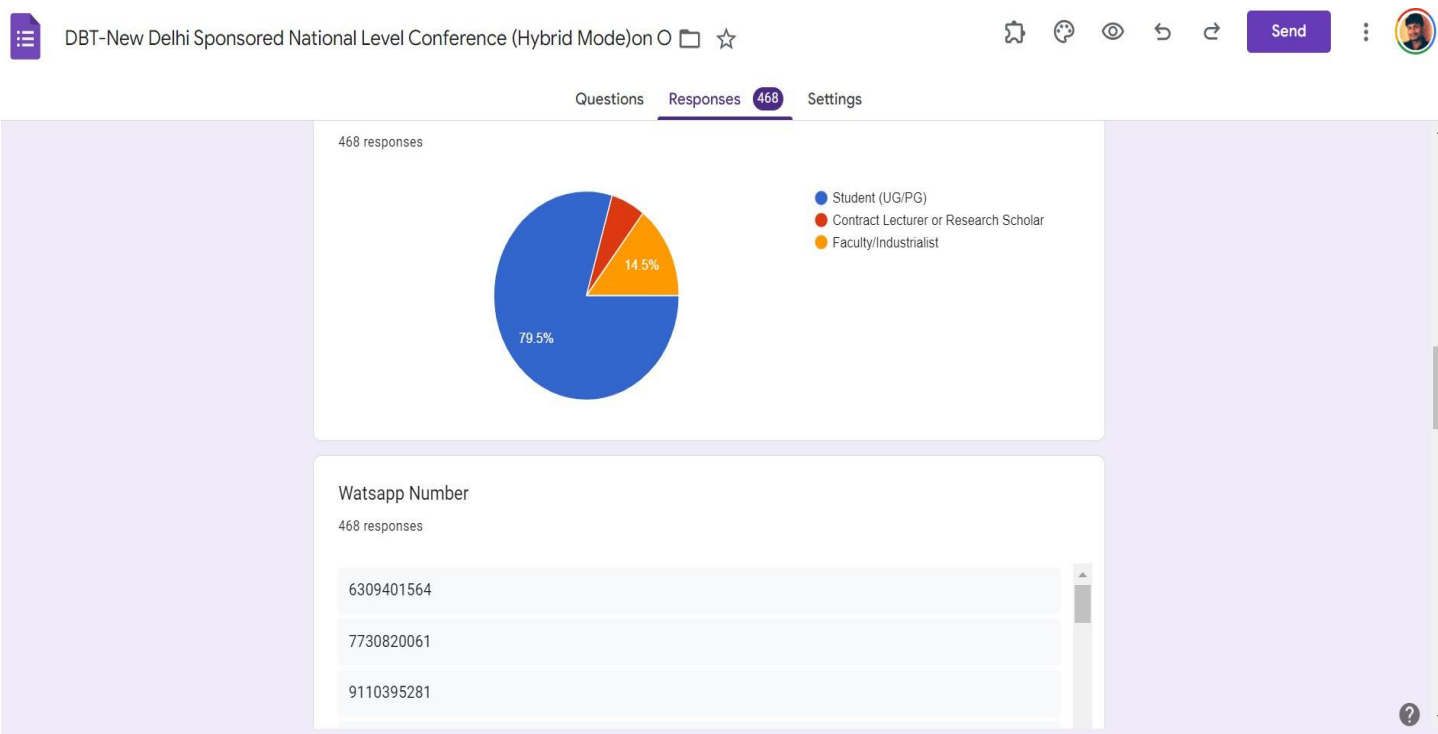 DBT-New Delhi Sponsored National Level Conference (Hybrid Mode)on O
Send
Questions Responses 468 Settings
468 responses
Student (UG/PG)
Contract Lecturer or Research Scholar
Faculty/Industrialist
14.5%
79.5%
Watsapp Number
468 responses
6309401564
7730820061
9110395281